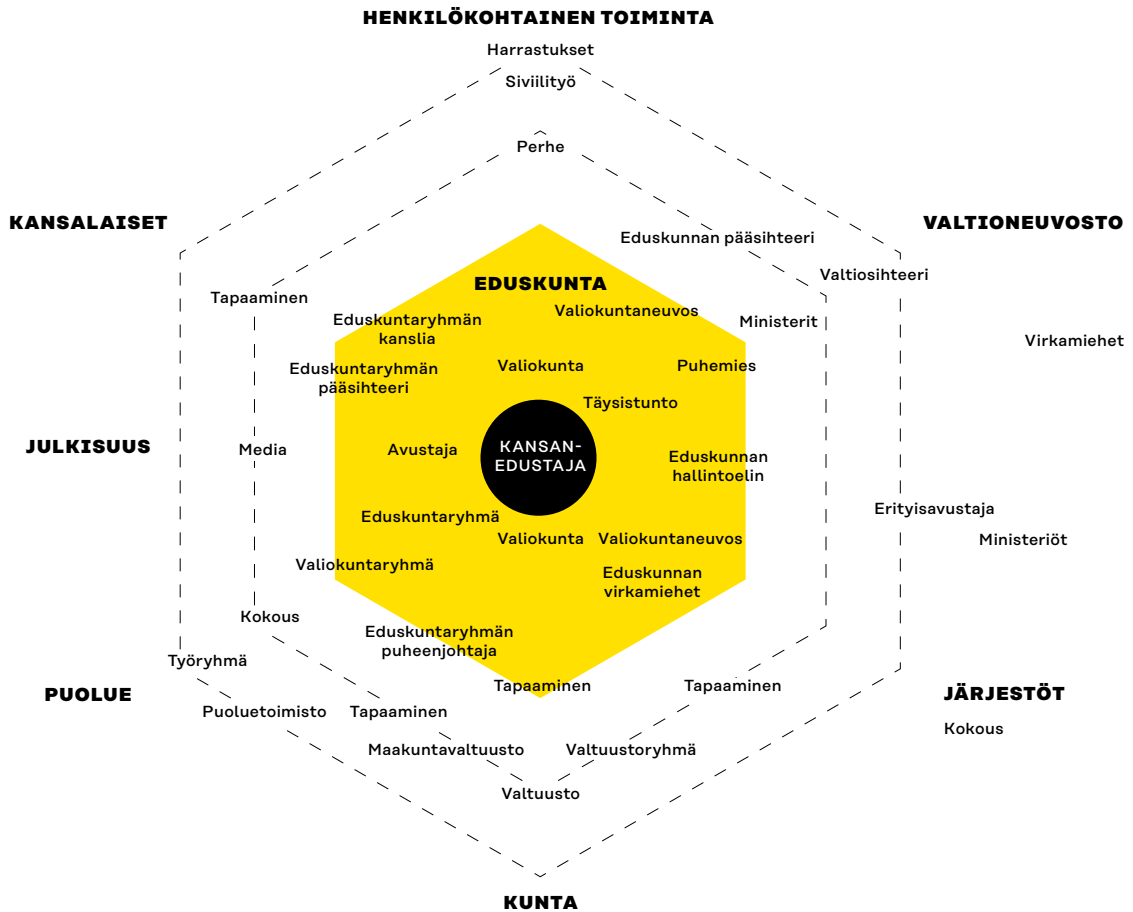 HENKILÖKOHTAINEN TOIMINTA
Harrastukset
Siviilityö
Perhe
KANSALAISET
VALTIONEUVOSTO
Eduskunnan pääsihteeri
Valtiosihteeri
EDUSKUNTA
Tapaaminen
Valiokuntaneuvos
Eduskuntaryhmän
kanslia
Ministerit
Virkamiehet
Eduskuntaryhmän
pääsihteeri
Valiokunta
Puhemies
Täysistunto
JULKISUUS
Media
Avustaja
KANSAN-
EDUSTAJA
Eduskunnan
hallintoelin
Eduskuntaryhmä
Erityisavustaja
Valiokunta
Valiokuntaneuvos
Ministeriöt
Valiokuntaryhmä
Eduskunnan
virkamiehet
Kokous
Eduskuntaryhmän
puheenjohtaja
Työryhmä
Tapaaminen
Tapaaminen
PUOLUE
JÄRJESTÖT
Puoluetoimisto
Tapaaminen
Kokous
Maakuntavaltuusto
Valtuustoryhmä
Valtuusto
KUNTA